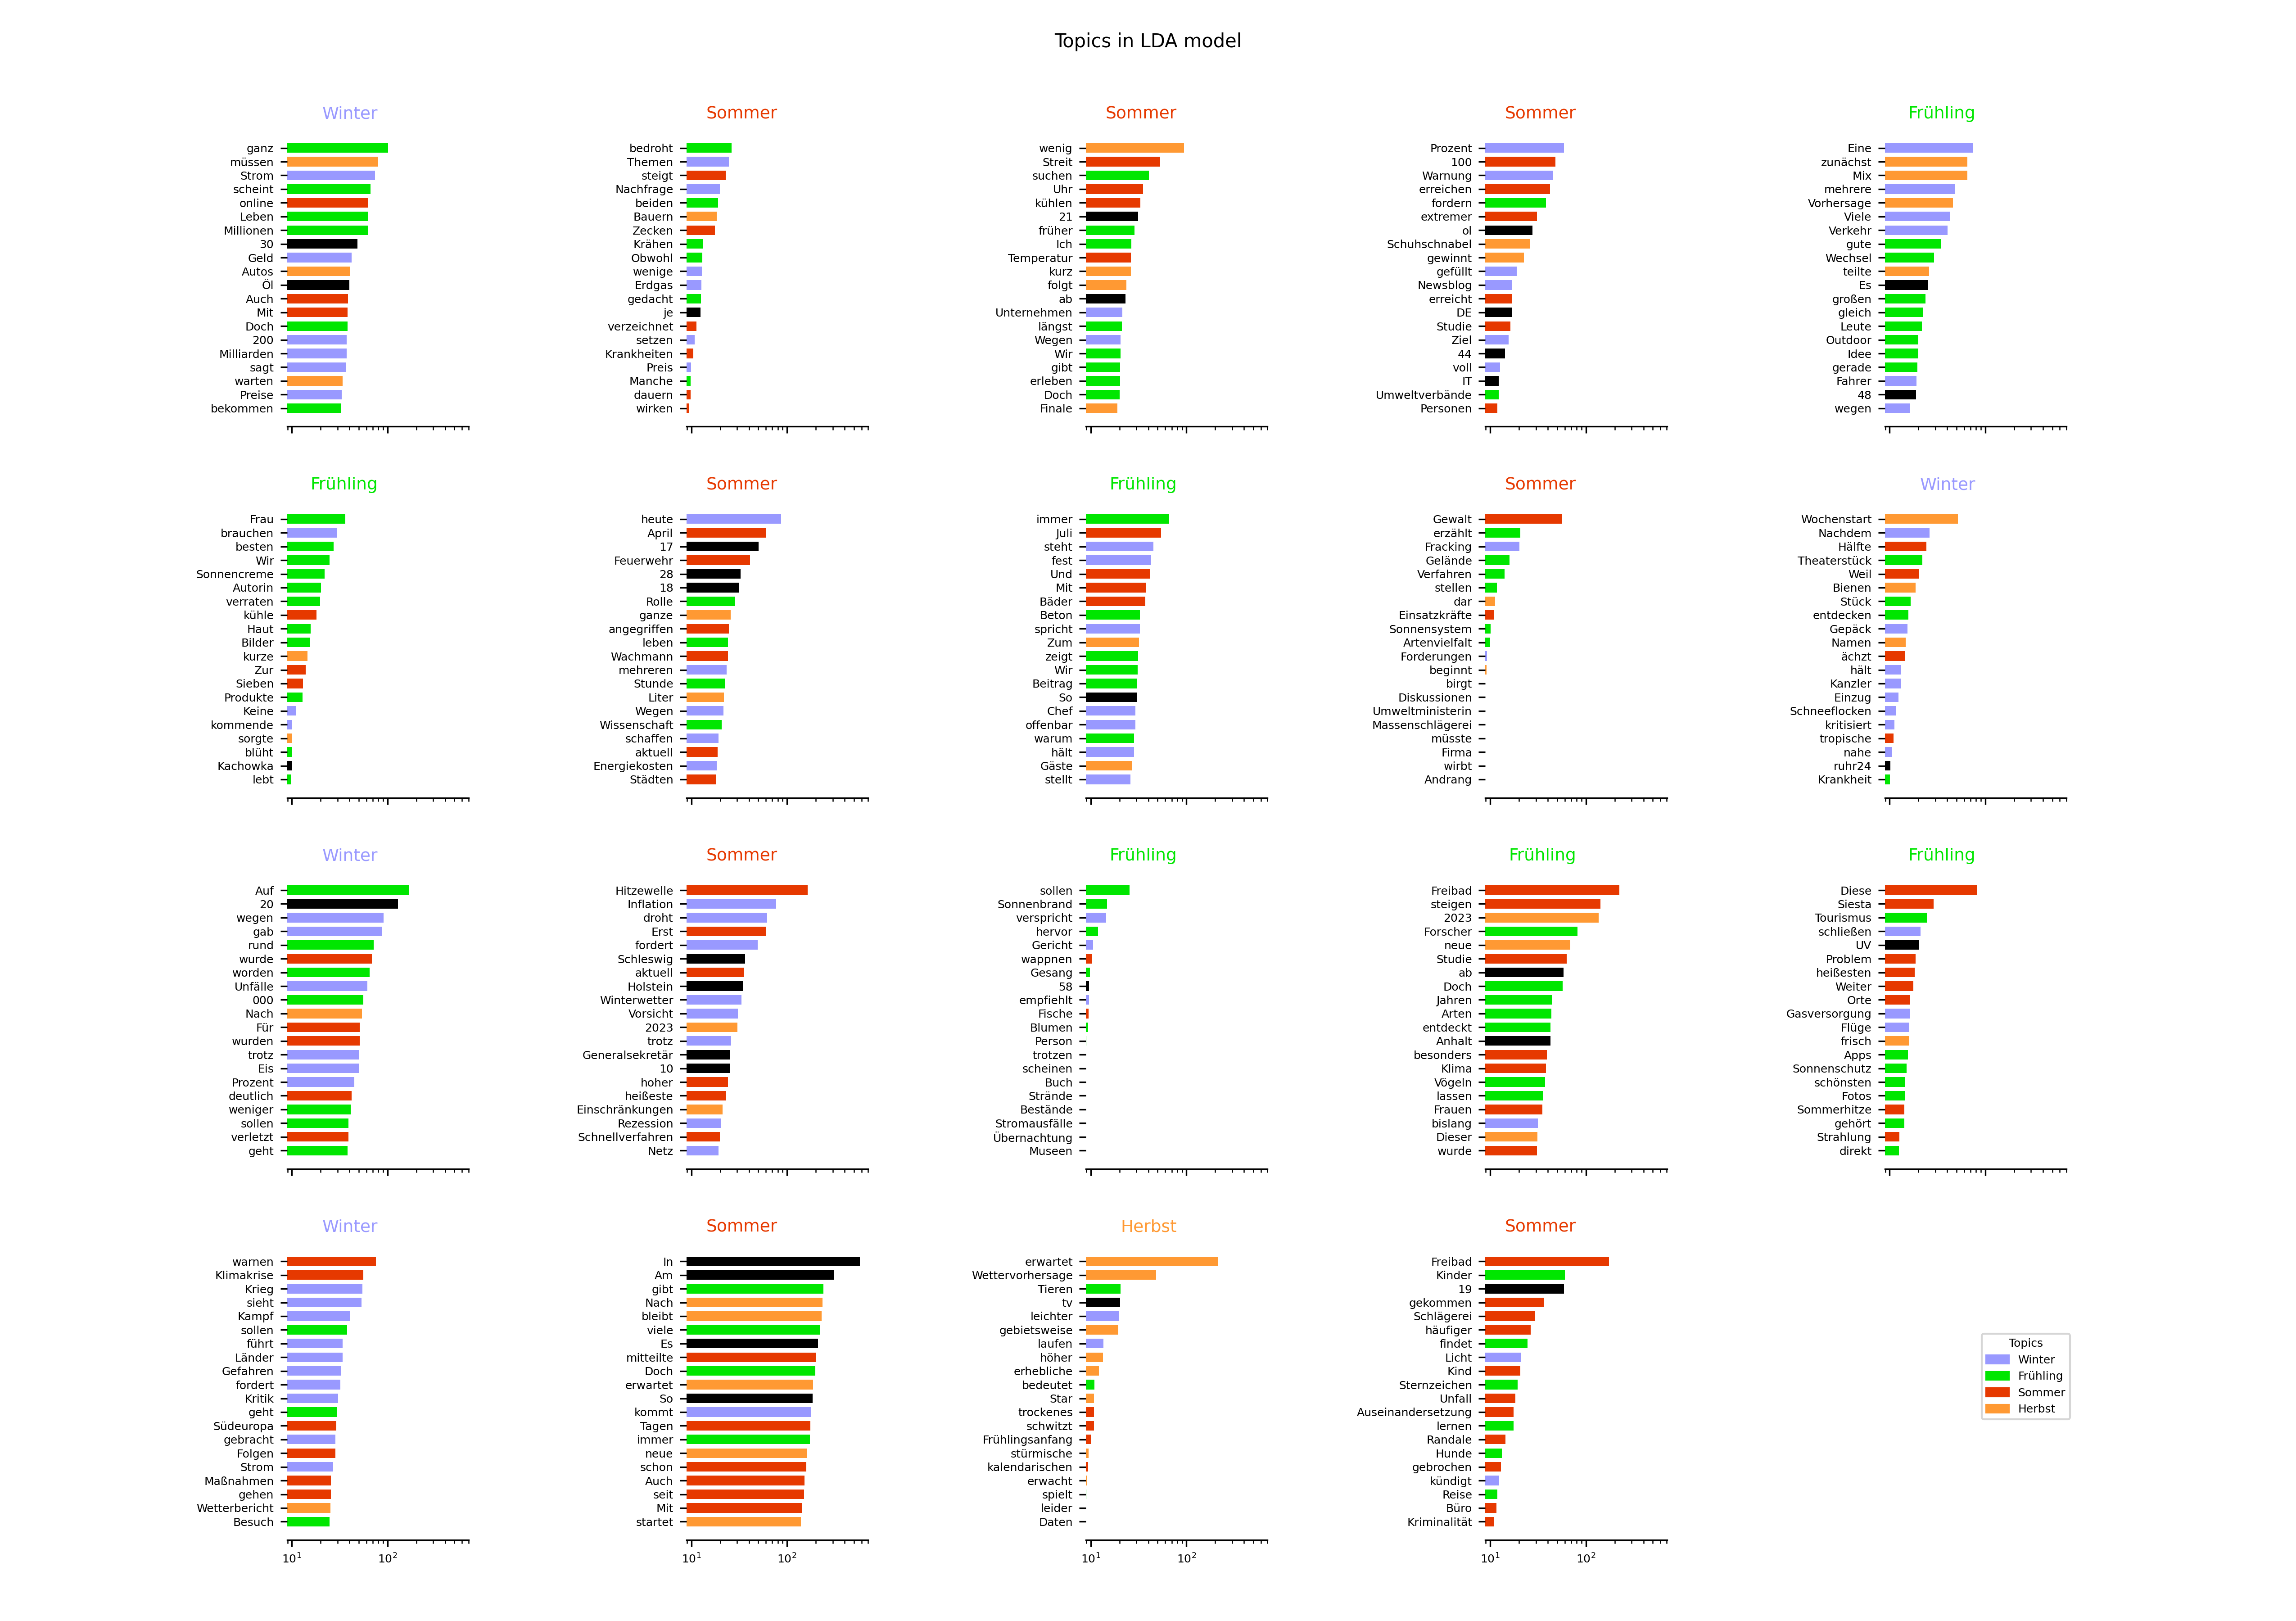 Topics in LDA model
Winter
ganz
müssen
Strom
scheint
online
Leben
Millionen
30
Geld
Autos
Öl
Auch
Mit
Doch
200
Milliarden
sagt
warten
Preise
bekommen
Sommer
bedroht
Themen
steigt
Nachfrage
beiden
Bauern
Zecken
Krähen
Obwohl
wenige
Erdgas
gedacht
je
verzeichnet
setzen
Krankheiten
Preis
Manche
dauern
wirken
Sommer
wenig
Streit
suchen
Uhr
kühlen
21
früher
Ich
Temperatur
kurz
folgt
ab
Unternehmen
längst
Wegen
Wir
gibt
erleben
Doch
Finale
Sommer
Prozent
100
Warnung
erreichen
fordern
extremer
ol
Schuhschnabel
gewinnt
gefüllt
Newsblog
erreicht
DE
Studie
Ziel
44
voll
IT
Umweltverbände
Personen
Frühling
Eine
zunächst
Mix
mehrere
Vorhersage
Viele
Verkehr
gute
Wechsel
teilte
Es
großen
gleich
Leute
Outdoor
Idee
gerade
Fahrer
48
wegen
Frühling
Frau
brauchen
besten
Wir
Sonnencreme
Autorin
verraten
kühle
Haut
Bilder
kurze
Zur
Sieben
Produkte
Keine
kommende
sorgte
blüht
Kachowka
lebt
Sommer
heute
April
17
Feuerwehr
28
18
Rolle
ganze
angegriffen
leben
Wachmann
mehreren
Stunde
Liter
Wegen
Wissenschaft
schaffen
aktuell
Energiekosten
Städten
Frühling
immer
Juli
steht
fest
Und
Mit
Bäder
Beton
spricht
Zum
zeigt
Wir
Beitrag
So
Chef
offenbar
warum
hält
Gäste
stellt
Sommer
Gewalt
erzählt
Fracking
Gelände
Verfahren
stellen
dar
Einsatzkräfte
Sonnensystem
Artenvielfalt
Forderungen
beginnt
birgt
Diskussionen
Umweltministerin
Massenschlägerei
müsste
Firma
wirbt
Andrang
Winter
Wochenstart
Nachdem
Hälfte
Theaterstück
Weil
Bienen
Stück
entdecken
Gepäck
Namen
ächzt
hält
Kanzler
Einzug
Schneeflocken
kritisiert
tropische
nahe
ruhr24
Krankheit
Winter
Auf
20
wegen
gab
rund
wurde
worden
Unfälle
000
Nach
Für
wurden
trotz
Eis
Prozent
deutlich
weniger
sollen
verletzt
geht
Sommer
Hitzewelle
Inflation
droht
Erst
fordert
Schleswig
aktuell
Holstein
Winterwetter
Vorsicht
2023
trotz
Generalsekretär
10
hoher
heißeste
Einschränkungen
Rezession
Schnellverfahren
Netz
Frühling
sollen
Sonnenbrand
verspricht
hervor
Gericht
wappnen
Gesang
58
empfiehlt
Fische
Blumen
Person
trotzen
scheinen
Buch
Strände
Bestände
Stromausfälle
Übernachtung
Museen
Frühling
Freibad
steigen
2023
Forscher
neue
Studie
ab
Doch
Jahren
Arten
entdeckt
Anhalt
besonders
Klima
Vögeln
lassen
Frauen
bislang
Dieser
wurde
Frühling
Diese
Siesta
Tourismus
schließen
UV
Problem
heißesten
Weiter
Orte
Gasversorgung
Flüge
frisch
Apps
Sonnenschutz
schönsten
Fotos
Sommerhitze
gehört
Strahlung
direkt
Winter
warnen
Klimakrise
Krieg
sieht
Kampf
sollen
führt
Länder
Gefahren
fordert
Kritik
geht
Südeuropa
gebracht
Folgen
Strom
Maßnahmen
gehen
Wetterbericht
Besuch
10¹ 10²
Sommer
In
Am
gibt
Nach
bleibt
viele
Es
mitteilte
Doch
erwartet
So
kommt
Tagen
immer
neue
schon
Auch
seit
Mit
startet
10¹ 10²
Herbst
erwartet
Wettervorhersage
Tieren
tv
leichter
gebietsweise
laufen
höher
erhebliche
bedeutet
Star
trockenes
schwitzt
Frühlingsanfang
stürmische
kalendarischen
erwacht
spielt
leider
Daten
10¹ 10²
Sommer
Freibad
Kinder
19
gekommen
Schlägerei
häufiger
findet
Licht
Kind
Sternzeichen
Unfall
Auseinandersetzung
lernen
Randale
Hunde
gebrochen
kündigt
Reise
Büro
Kriminalität
10¹ 10²
Topics
Winter
Frühling
Sommer
Herbst